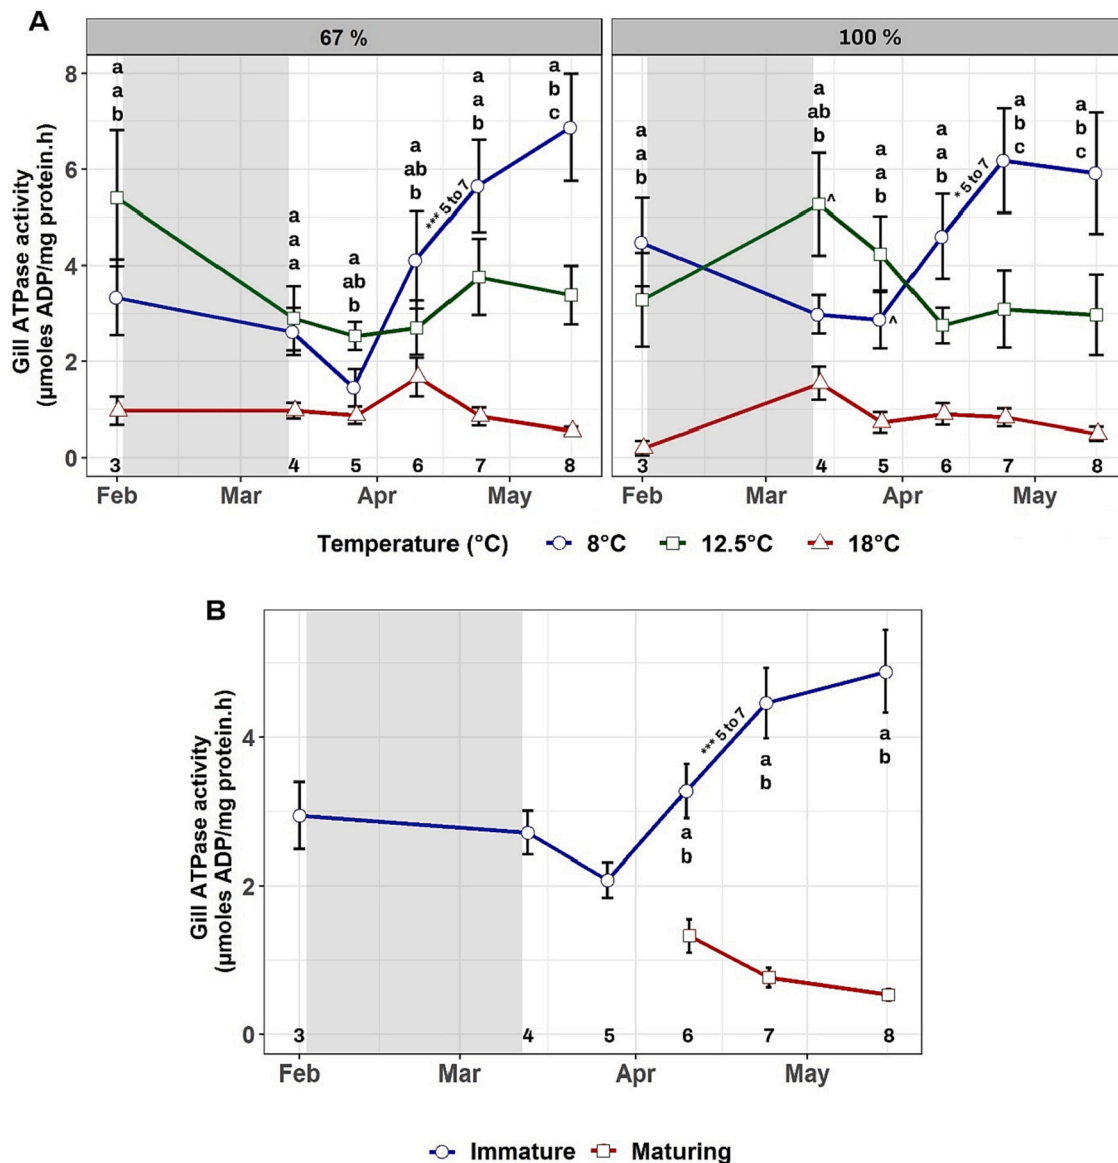 A
67 %
100 %
Gill ATPase activity
(µmoles ADP/mg protein.h)
8
6
4
2
0
a
a
b
a
a
a
a
ab
b
a
ab
b
*** 5 to 7
a
a
b
a
b
c
3
4
5
6
7
8
Feb
Mar
Apr
May
a
a
b
a
ab
b
^
a
a
b
^
a
a
b
* 5 to 7
a
b
c
a
b
c
3
4
5
6
7
8
Feb
Mar
Apr
May
Temperature (°C) 8°C 12.5°C 18°C
B
Gill ATPase activity
(µmoles ADP/mg protein.h)
4
2
0
*** 5 to 7
a
b
a
b
a
b
3
4
5
6
7
8
Feb
Mar
Apr
May
Immature Maturing